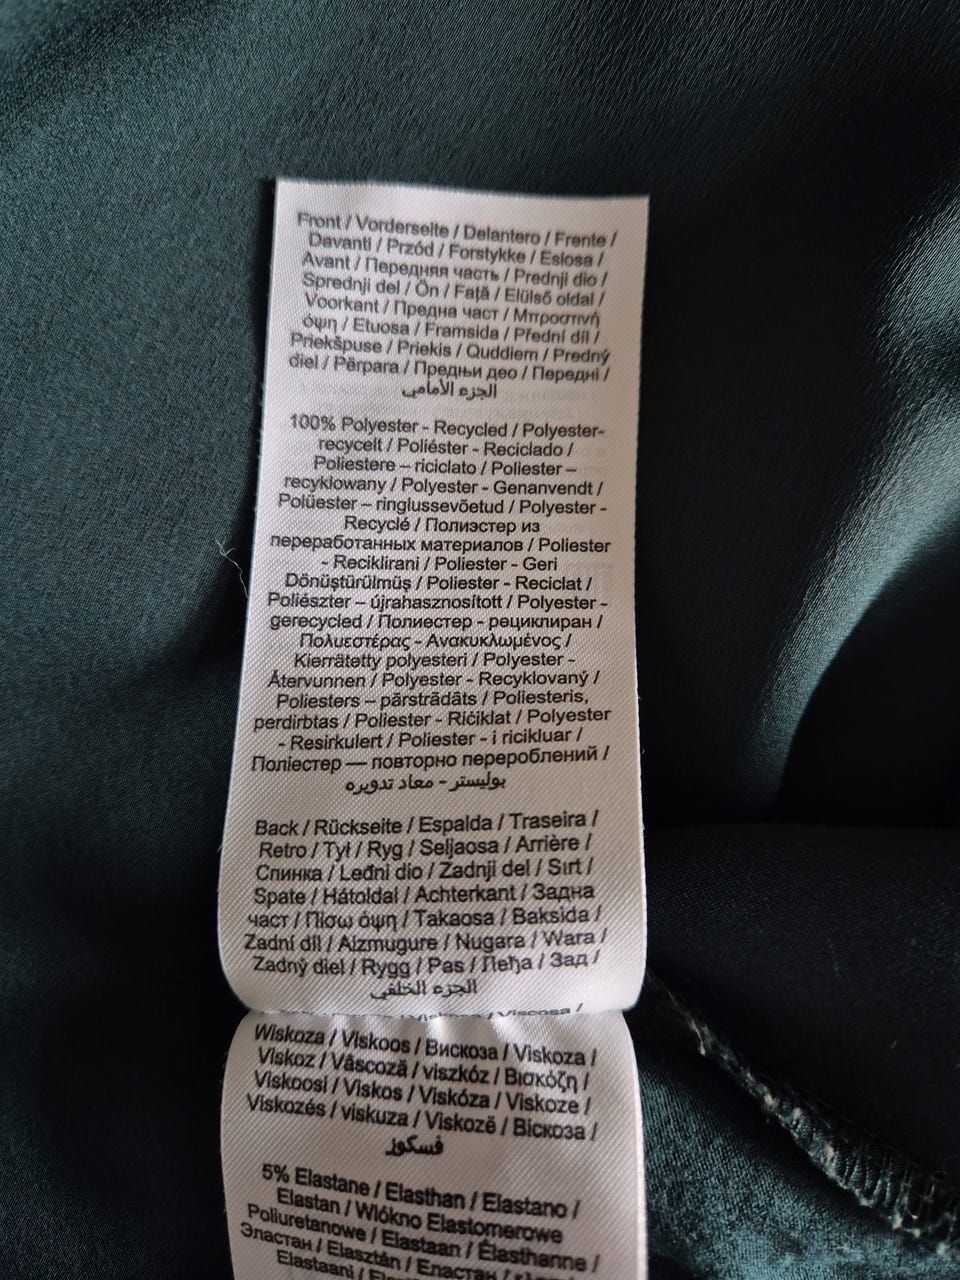 Front / Vorderseite / Delantero / Frente /
Davanti / Przód / Forstykke / Esiosa /
Avant / Передняя часть / Prednji dio /
Sprednji del / Ön / Față / Elülső oldal /
Voorkant / Предна част / Μπροστινή
όψη / Etuosa / Framsida / Přední díl /
Priekšpuse / Priekis / Quddiem / Predný
diel / Përpara / Предњи део / Передні /
الجزء الأمامي
100% Polyester - Recycled / Polyester-
recycelt / Poliéster - Reciclado /
Poliestere – riciclato / Poliester –
recyklowany / Polyester - Genanvendt /
Polüester – ringlussevõetud / Polyester -
Recyclé / Полиэстер из
переработанных материалов / Poliester
- Reciklirani / Poliester - Geri
Dönüştürülmüş / Poliester - Reciclat /
Poliészter – újrahasznosított / Polyester -
gerecycled / Полиестер - рециклиран /
Πολυεστέρας - Ανακυκλωμένος /
Kierrätetty polyesteri / Polyester -
Återvunnen / Polyester - Recyklovaný /
Poliesters – pārstrādāts / Poliesteris,
perdirbtas / Poliester - Riċiklat / Polyester
- Resirkulert / Poliester - i ricikluar /
Поліестер — повторно перероблений /
بوليستر - معاد تدويره
Back / Rückseite / Espalda / Traseira /
Retro / Tył / Ryg / Seljaosa / Arrière /
Спинка / Leđni dio / Zadnji del / Sırt /
Spate / Hátoldal / Achterkant / Задна
част / Πίσω όψη / Takaosa / Baksida /
Zadní díl / Aizmugure / Nugara / Wara /
Zadný diel / Rygg / Pas / Леђа / Зад /
الجزء الخلفي
Viskose / Viscosa /
Wiskoza / Viskoos / Вискоза / Viskoza /
Viskoz / Vâscoză / viszkóz / Βισκόζη /
Viskoosi / Viskos / Viskóza / Viskoze /
Viskozės / viskuza / Viskozë / Віскоза /
فسكوز
5% Elastane / Elasthan / Elastano /
Elastan / Włókno Elastomerowe
Poliuretanowe / Elastaan / Élasthanne /
Эластан / Elasztán / Еластан /
Elastaani /